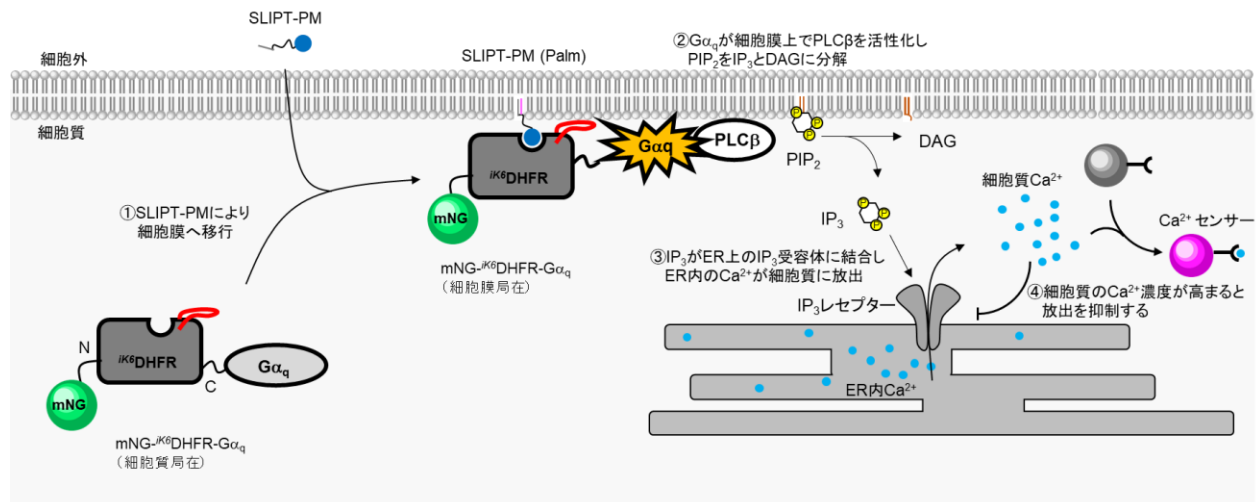 SLIPT-PM
細胞外
細胞質
SLIPT-PM (Palm)
②Gαqが細胞膜上でPLCβを活性化し
PIP2をIP3とDAGに分解
iK6DHFR
mNG
Gαq
PLCβ
P
P
P
PIP2
DAG
①SLIPT-PMにより
細胞膜へ移行
mNG-iK6DHFR-Gαq
(細胞膜局在)
P
P
P
IP3
細胞質Ca2+
Ca2+ センサー
③IP3がER上のIP3受容体に結合し
ER内のCa2+が細胞質に放出
IP3レセプター
④細胞質のCa2+濃度が高まると
放出を抑制する
N
iK6DHFR
C
Gαq
mNG
ER内Ca2+
mNG-iK6DHFR-Gαq
(細胞質局在)